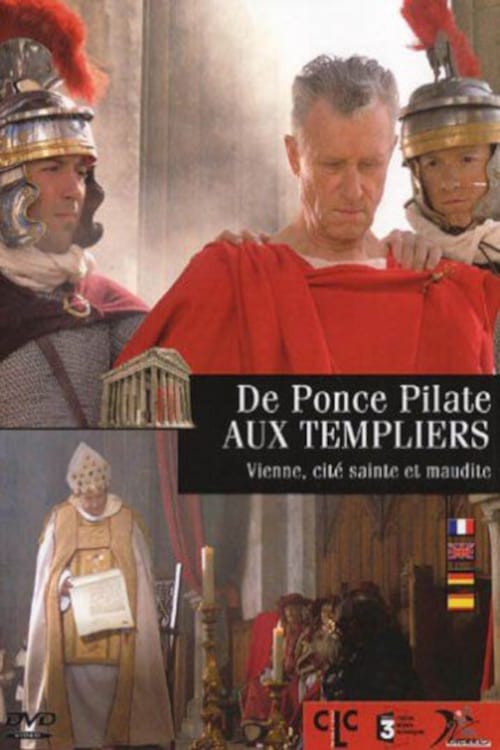 De Ponce Pilate
AUX TEMPLIERS
Vienne, cité sainte et maudite
DVD
CLC
3